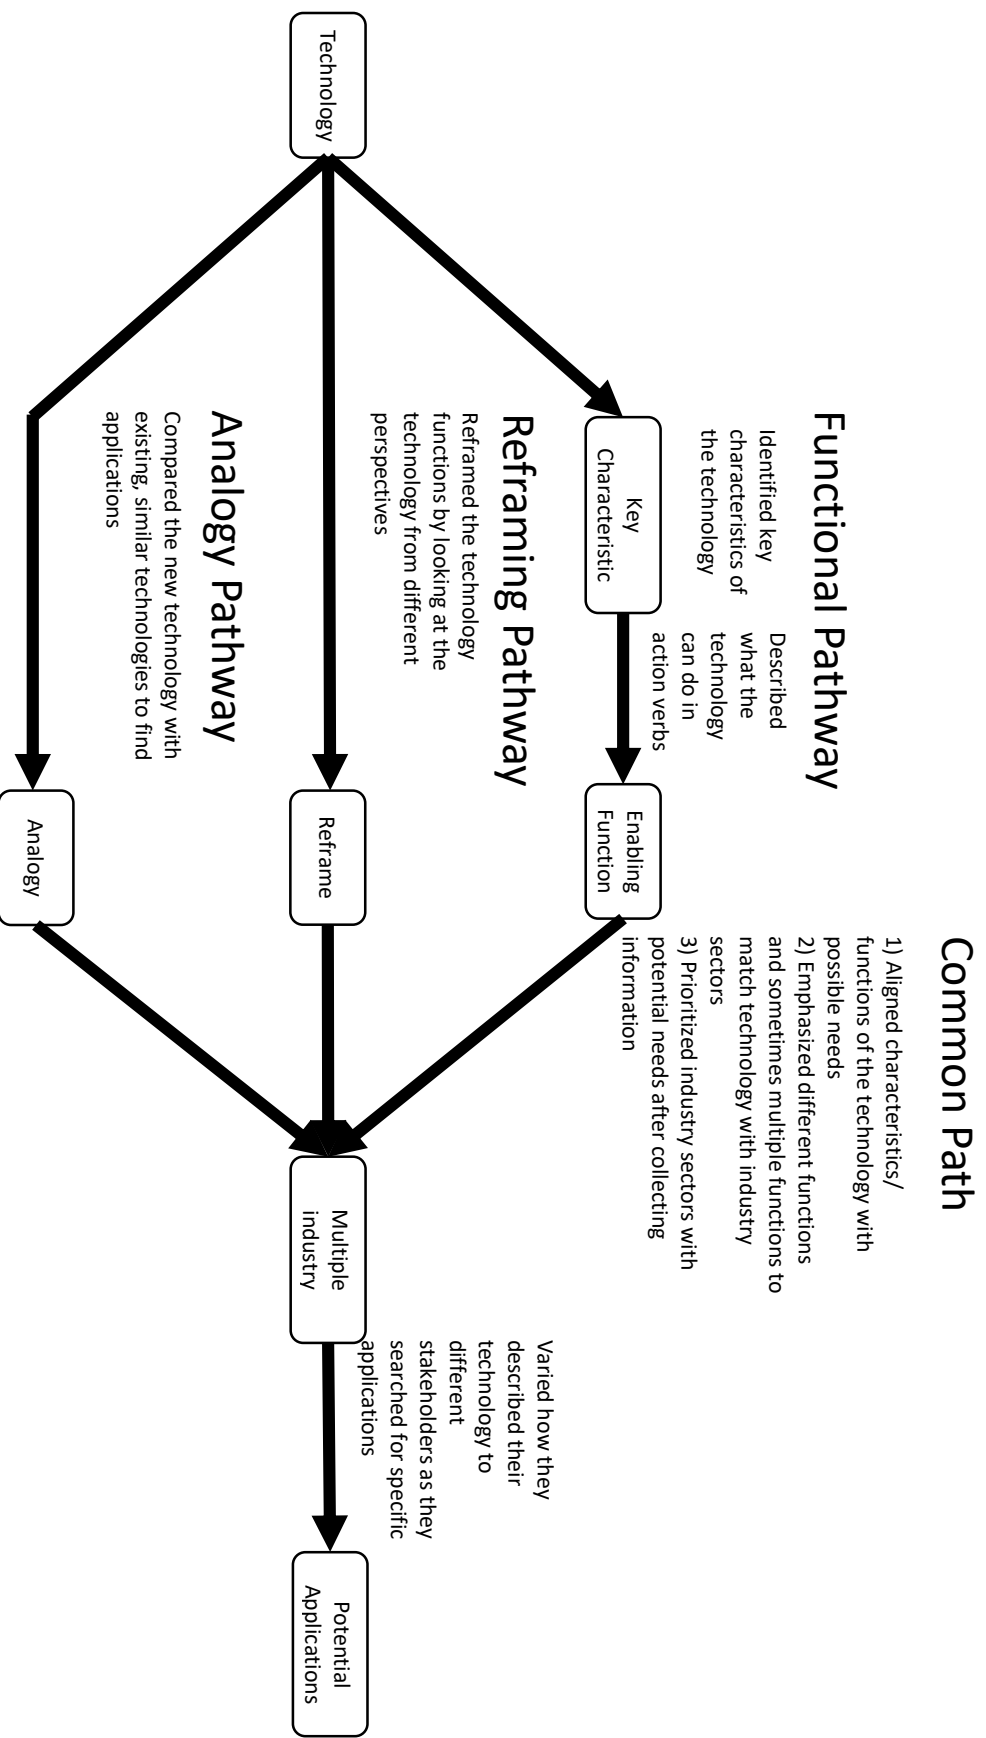 Functional Pathway
Identified key
characteristics of
the technology
Described
what the
technology
can do in
action verbs
Common Path
1) Aligned characteristics/
functions of the technology with
possible needs
2) Emphasized different functions
and sometimes multiple functions to
match technology with industry
sectors
3) Prioritized industry sectors with
potential needs after collecting
information
Key
Characteristic
Enabling
Function
Reframing Pathway
Reframed the technology
functions by looking at the
technology from different
perspectives
Varied how they
described their
technology to
different
stakeholders as they
searched for specific
applications
Technology
Reframe
Multiple
industry
Potential
Applications
Analogy Pathway
Compared the new technology with
existing, similar technologies to find
applications
Analogy